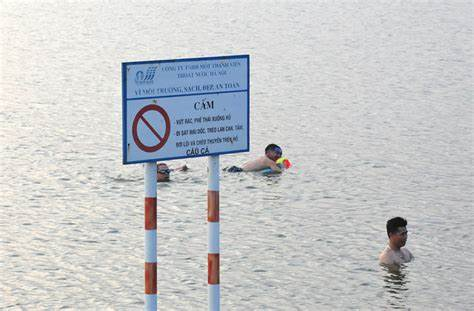 CÔNG TY TNHH MỘT THÀNH VIÊN
THOÁT NƯỚC HÀ NỘI
VÌ MÔI TRƯỜNG, SẠCH, ĐẸP, AN TOÀN
CẤM
- VỨT RÁC, PHẾ THẢI XUỐNG HỒ
- ĐI SÁT MÁI DỐC, TRÈO LAN CAN, TẮM
BƠI LỘI VÀ CHÈO THUYỀN TRÊN HỒ
CÂU CÁ